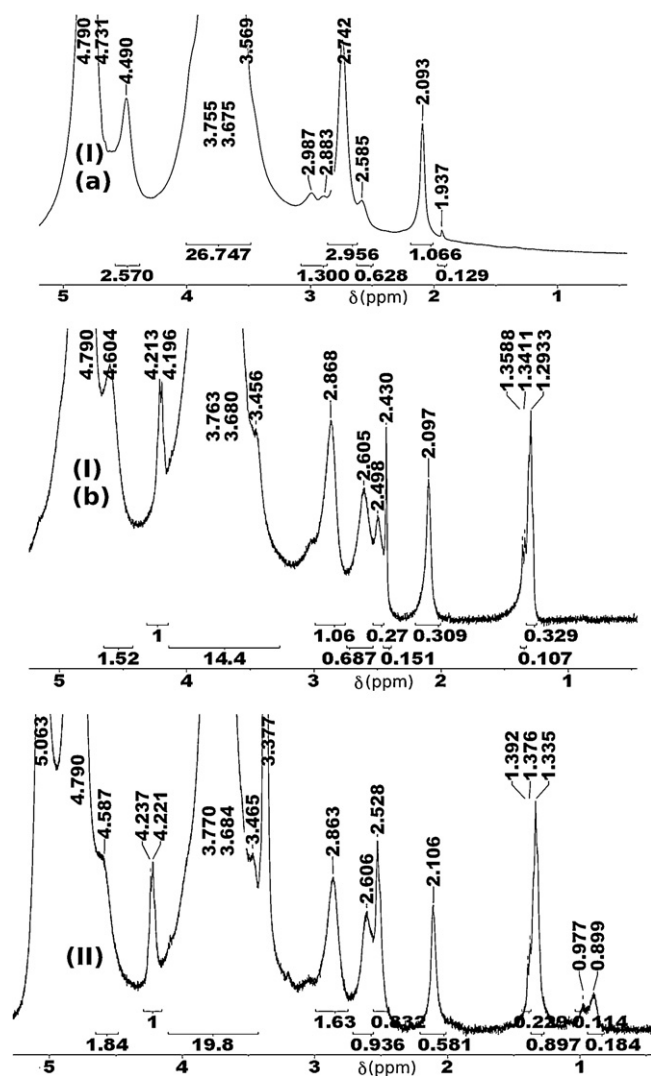 4.790
4.731
4.490
3.755
3.675
3.569
2.987
2.883
2.742
2.585
2.093
1.937
(I)
(a)
26.747 2.956 1.066
2.570 1.300 0.628 0.129
5 4 3 2 1
δ(ppm)
4.790
4.604
4.213
4.196
3.763
3.680
3.456
2.868
2.605
2.498
2.430
2.097
1.3588
1.3411
1.2933
(I)
(b)
1 1.06 0.27 0.309 0.329
1.52 14.4 0.687 0.151 0.107
5 4 3 2 1
δ(ppm)
5.063
4.790
4.587
4.237
4.221
3.770
3.684
3.465
3.377
2.863
2.606
2.528
2.106
1.392
1.376
1.335
0.977
0.899
(II)
1 1.63 0.832 0.114
1.84 19.8 0.936 0.581 0.897 0.184
5 4 3 2 1
δ(ppm)